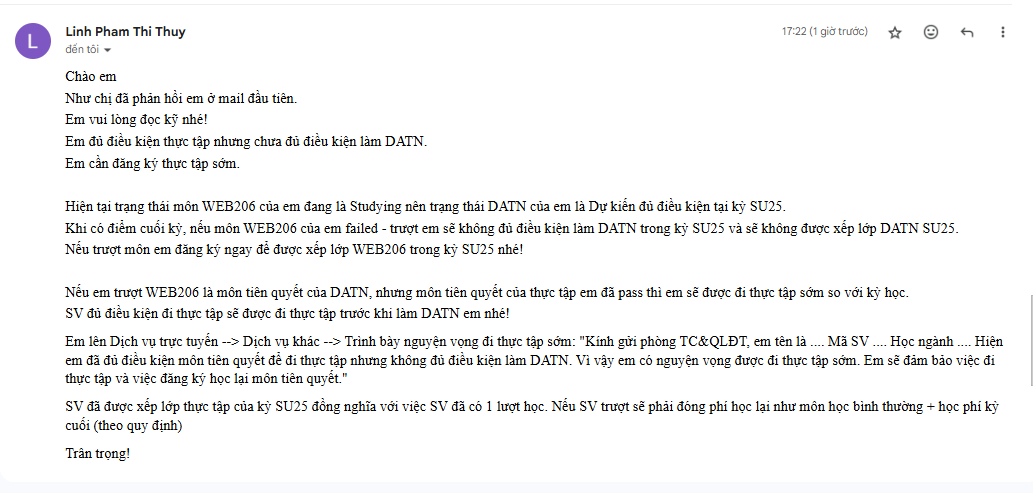 L
Linh Pham Thi Thuy
17:22 (1 giờ trước)
đến tôi
Chào em
Như chị đã phản hồi em ở mail đầu tiên.
Em vui lòng đọc kỹ nhé!
Em đủ điều kiện thực tập nhưng chưa đủ điều kiện làm DATN.
Em cần đăng ký thực tập sớm.
Hiện tại trạng thái môn WEB206 của em đang là Studying nên trạng thái DATN của em là Dự kiến đủ điều kiện tại kỳ SU25.
Khi có điểm cuối kỳ, nếu môn WEB206 của em failed - trượt em sẽ không đủ điều kiện làm DATN trong kỳ SU25 và sẽ không được xếp lớp DATN SU25.
Nếu trượt môn em đăng ký ngay để được xếp lớp WEB206 trong kỳ SU25 nhé!
Nếu em trượt WEB206 là môn tiên quyết của DATN, nhưng môn tiên quyết của thực tập em đã pass thì em sẽ được đi thực tập sớm so với kỳ học.
SV đủ điều kiện đi thực tập sẽ được đi thực tập trước khi làm DATN em nhé!
Em lên Dịch vụ trực tuyến --> Dịch vụ khác --> Trình bày nguyện vọng đi thực tập sớm: "Kính gửi phòng TC&QLĐT, em tên là .... Mã SV .... Học ngành .... Hiện
em đã đủ điều kiện môn tiên quyết để đi thực tập nhưng không đủ điều kiện làm DATN. Vì vậy em có nguyện vọng được đi thực tập sớm. Em sẽ đảm bảo việc đi
thực tập và việc đăng ký học lại môn tiên quyết."
SV đã được xếp lớp thực tập của kỳ SU25 đồng nghĩa với việc SV đã có 1 lượt học. Nếu SV trượt sẽ phải đóng phí học lại như môn học bình thường + học phí kỳ
cuối (theo quy định)
Trân trọng!